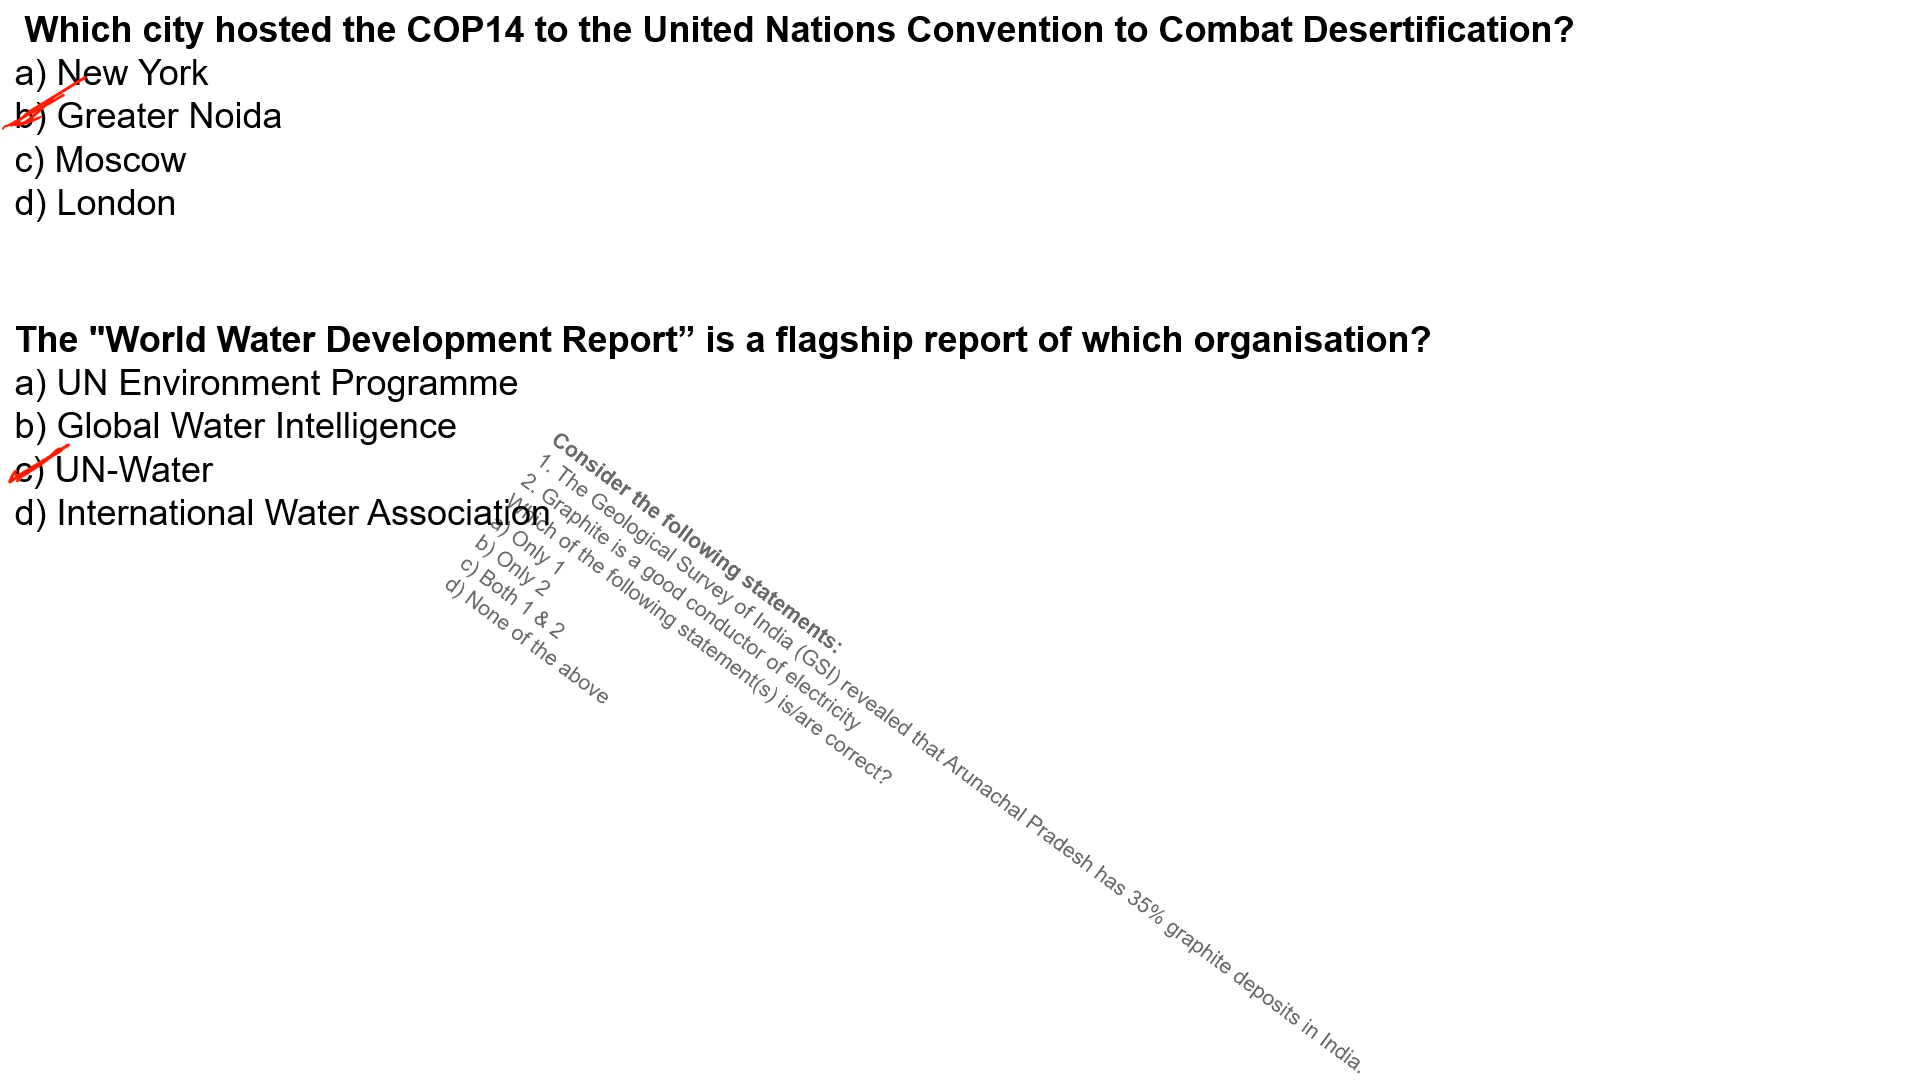 Which city hosted the COP14 to the United Nations Convention to Combat Desertification?
a) New York
b) Greater Noida
c) Moscow
d) London
The "World Water Development Report” is a flagship report of which organisation?
a) UN Environment Programme
b) Global Water Intelligence
c) UN-Water
d) International Water Association
Consider the following statements:
1. The Geological Survey of India (GSI) revealed that Arunachal Pradesh has 35% graphite deposits in India.
2. Graphite is a good conductor of electricity
Which of the following statement(s) is/are correct?
a) Only 1
b) Only 2
c) Both 1 & 2
d) None of the above